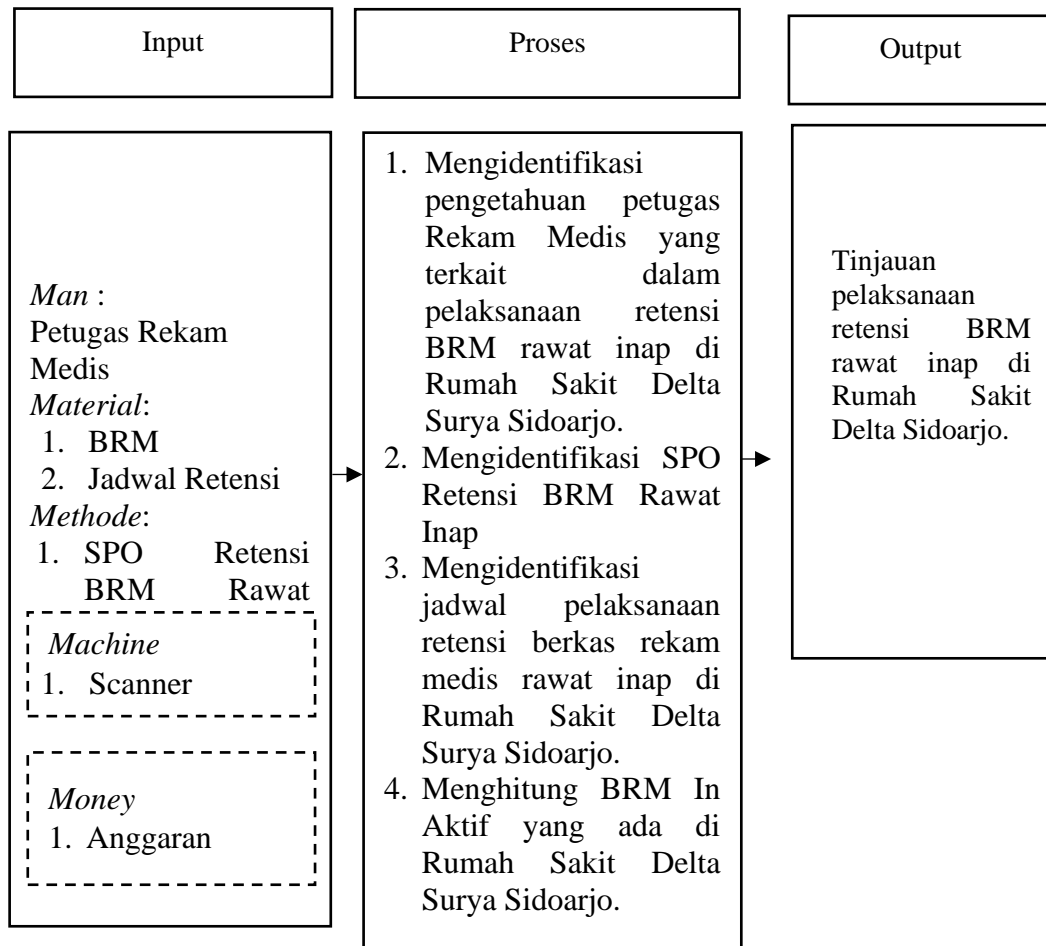 Input
Proses
Output
Man :
Petugas Rekam
Medis
Material:
1. BRM
2. Jadwal Retensi
Methode:
1. SPO Retensi
BRM Rawat
Machine
1. Scanner
Money
1. Anggaran
1. Mengidentifikasi
pengetahuan petugas
Rekam Medis yang
terkait dalam
pelaksanaan retensi
BRM rawat inap di
Rumah Sakit Delta
Surya Sidoarjo.
2. Mengidentifikasi SPO
Retensi BRM Rawat
Inap
3. Mengidentifikasi
jadwal pelaksanaan
retensi berkas rekam
medis rawat inap di
Rumah Sakit Delta
Surya Sidoarjo.
4. Menghitung BRM In
Aktif yang ada di
Rumah Sakit Delta
Surya Sidoarjo.
Tinjauan
pelaksanaan
retensi BRM
rawat inap di
Rumah Sakit
Delta Sidoarjo.